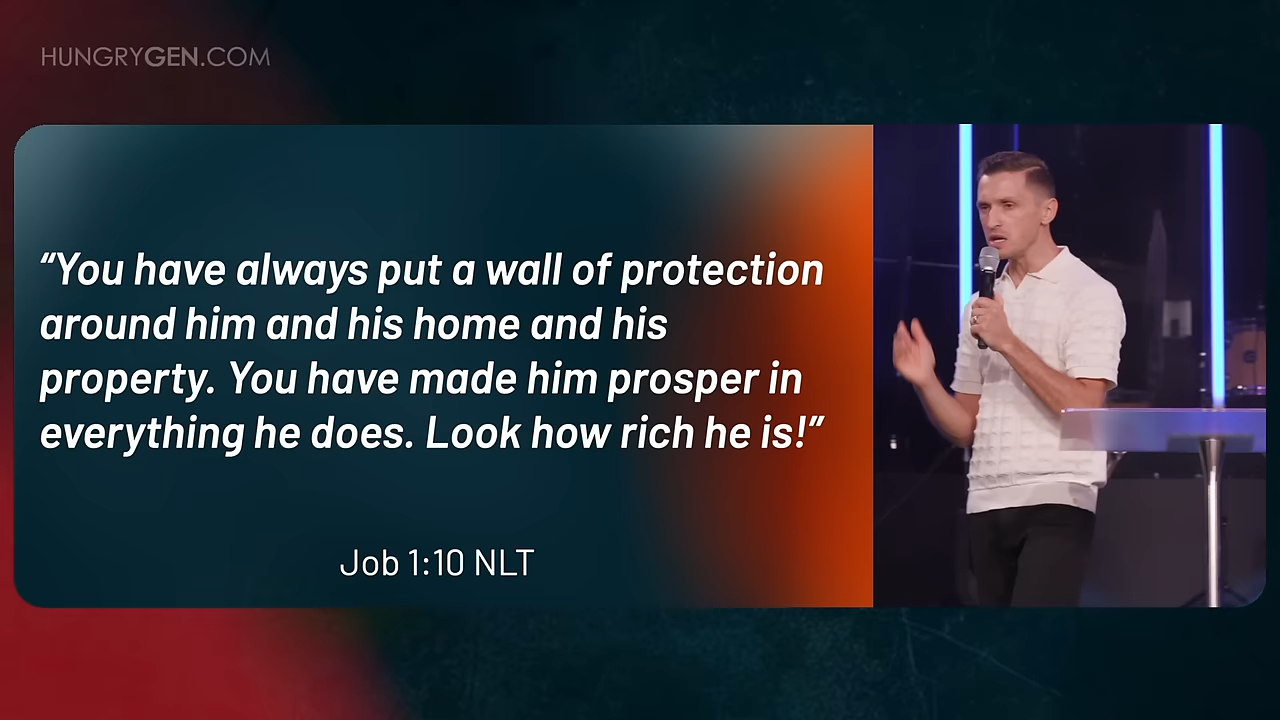 HUNGRYGEN.COM
“You have always put a wall of protection
around him and his home and his
property. You have made him prosper in
everything he does. Look how rich he is!”
Job 1:10 NLT